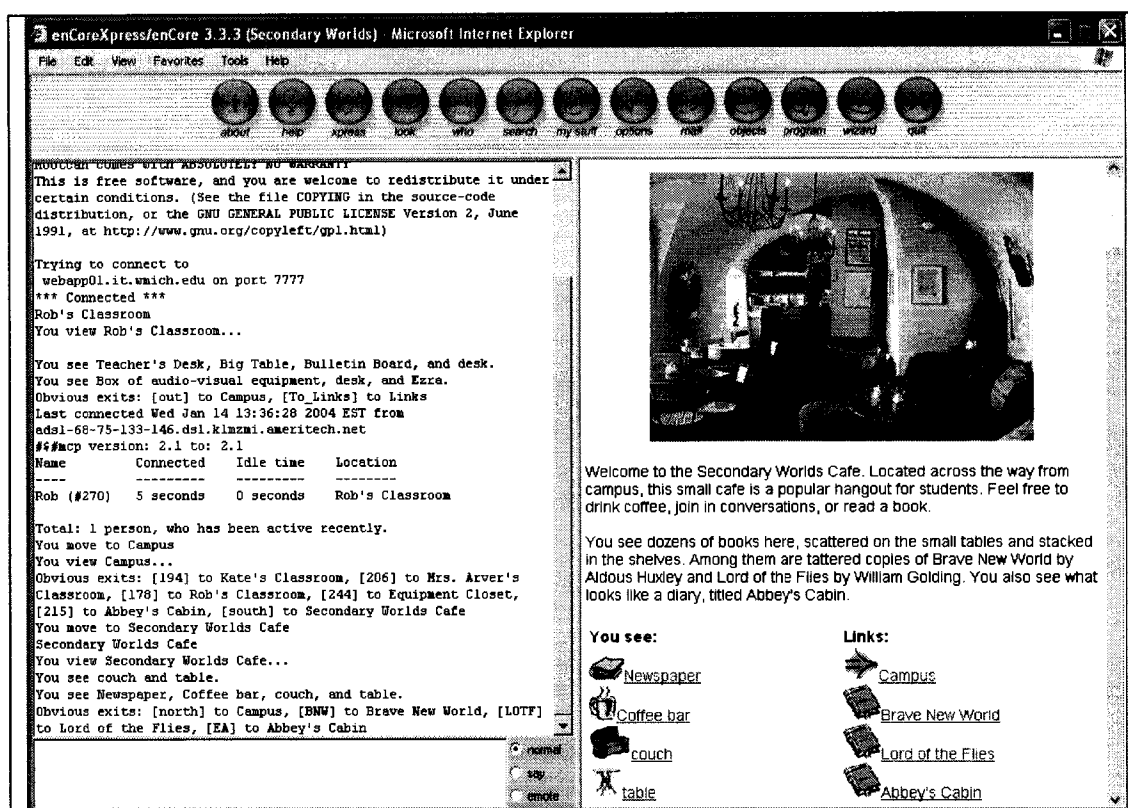 enCoreXpress/enCore 3.3.3 (Secondary Worlds) - Microsoft Internet Explorer
File Edit View Favorites Tools Help
about help xpress look who search my stuff options mail objects program wizard quit
comes with ABSOLUTELY NO WARRANTY
This is free software, and you are welcome to redistribute it under
certain conditions. (See the file COPYING in the source-code
distribution, or the GNU GENERAL PUBLIC LICENSE Version 2, June
1991, at http://www.gnu.org/copyleft/gpl.html)
Trying to connect to
webapp01.it.wmich.edu on port 7777
*** Connected ***
Rob's Classroom
You view Rob's Classroom...
You see Teacher's Desk, Big Table, Bulletin Board, and desk.
You see Box of audio-visual equipment, desk, and Ezra.
Obvious exits: [out] to Campus, [To_Links] to Links
Last connected Wed Jan 14 13:36:28 2004 EST from
adsl-68-75-133-146.dsl.klmzmi.ameritech.net
#$#mcp version: 2.1 to: 2.1
Name Connected Idle time Location
---- --------- --------- --------
Rob (#270) 5 seconds 0 seconds Rob's Classroom
Total: 1 person, who has been active recently.
You move to Campus
You view Campus...
Obvious exits: [194] to Kate's Classroom, [206] to Mrs. Arver's
Classroom, [178] to Rob's Classroom, [244] to Equipment Closet,
[215] to Abbey's Cabin, [south] to Secondary Worlds Cafe
You move to Secondary Worlds Cafe
Secondary Worlds Cafe
You view Secondary Worlds Cafe...
You see couch and table.
You see Newspaper, Coffee bar, couch, and table.
Obvious exits: [north] to Campus, [BNW] to Brave New World, [LOTF]
to Lord of the Flies, [EA] to Abbey's Cabin
normal
say
emote
Welcome to the Secondary Worlds Cafe. Located across the way from
campus, this small cafe is a popular hangout for students. Feel free to
drink coffee, join in conversations, or read a book.
You see dozens of books here, scattered on the small tables and stacked
in the shelves. Among them are tattered copies of Brave New World by
Aldous Huxley and Lord of the Flies by William Golding. You also see what
looks like a diary, titled Abbey's Cabin.
You see: Links:
Newspaper Campus
Coffee bar Brave New World
couch Lord of the Flies
table Abbey's Cabin